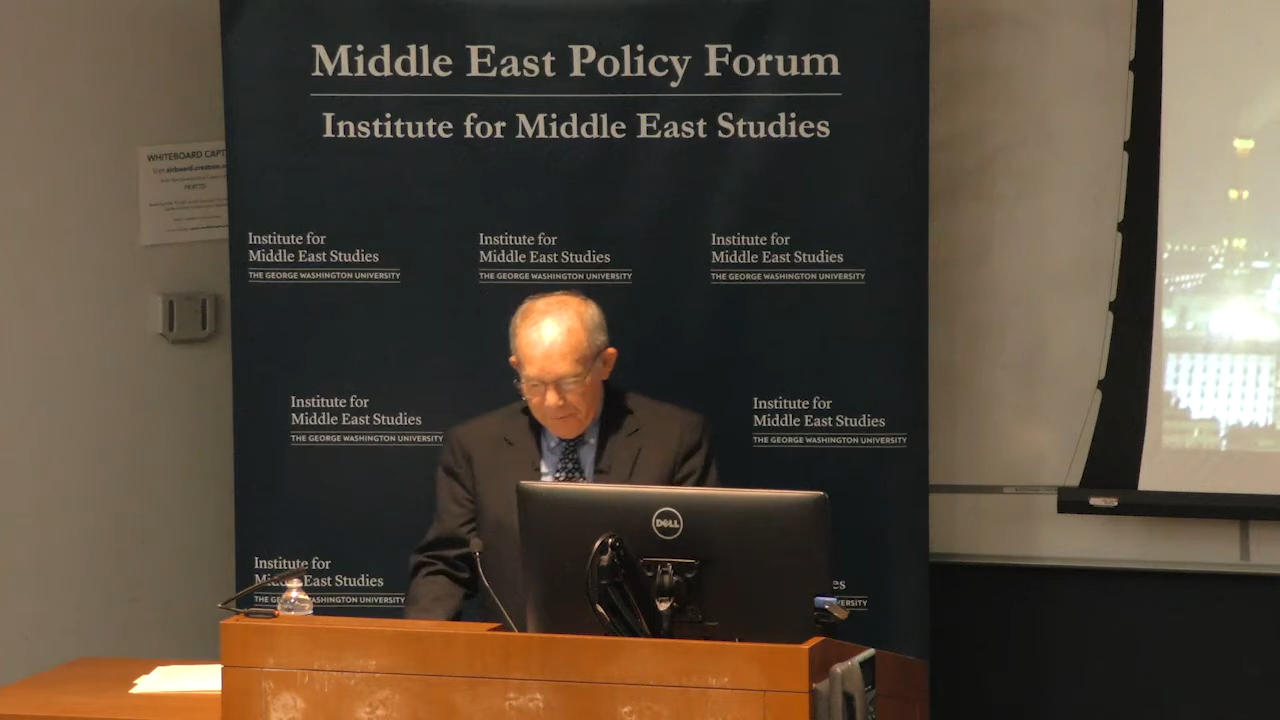 Middle East Policy Forum
Institute for Middle East Studies
WHITEBOARD CAPT
Institute for
Middle East Studies
THE GEORGE WASHINGTON UNIVERSITY
Institute for
Middle East Studies
THE GEORGE WASHINGTON UNIVERSITY
Institute for
Middle East Studies
THE GEORGE WASHINGTON UNIVERSITY
Institute for
Middle East Studies
THE GEORGE WASHINGTON UNIVERSITY
Institute for
Middle East Studies
THE GEORGE WASHINGTON UNIVERSITY
DELL
Institute for
Middle East Studies
THE GEORGE WASHINGTON UNIVERSITY
es
ERSITY